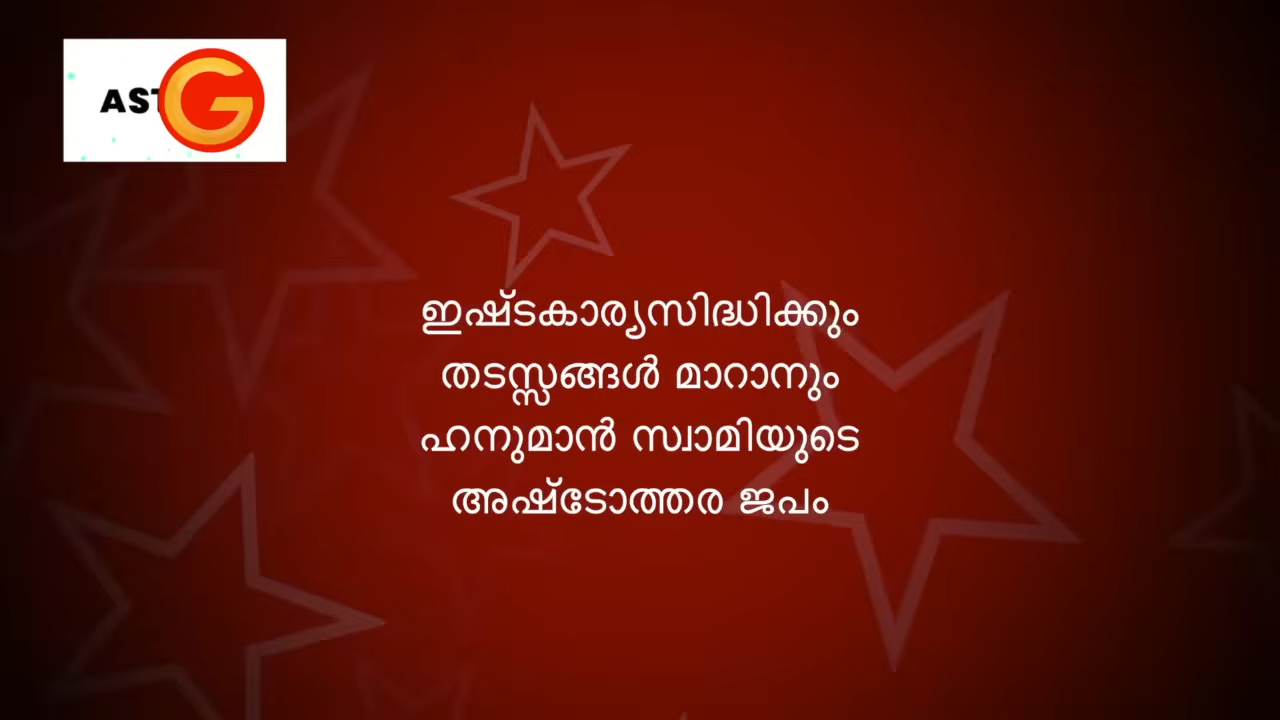 AST
G
ഇഷ്ടകാര്യസിദ്ധിക്കും
തടസ്സങ്ങൾ മാറാനും
ഹനുമാൻ സ്വാമിയുടെ
അഷ്ടോത്തര ജപം